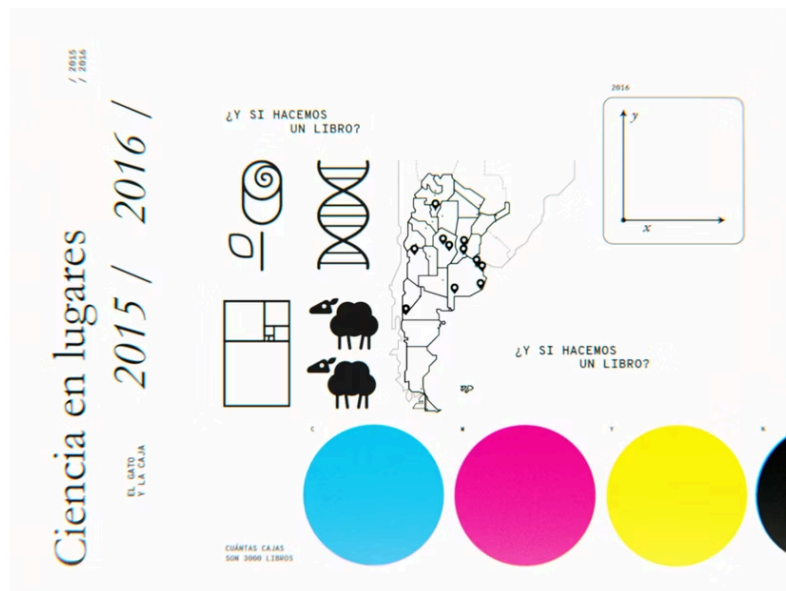 / 2015
/ 2016
Ciencia en lugares
2015 / 2016 /
EL GATO
Y LA CAJA
¿Y SI HACEMOS
UN LIBRO?
2016
y
x
¿Y SI HACEMOS
UN LIBRO?
C
M
Y
K
CUÁNTAS CAJAS
SON 3000 LIBROS